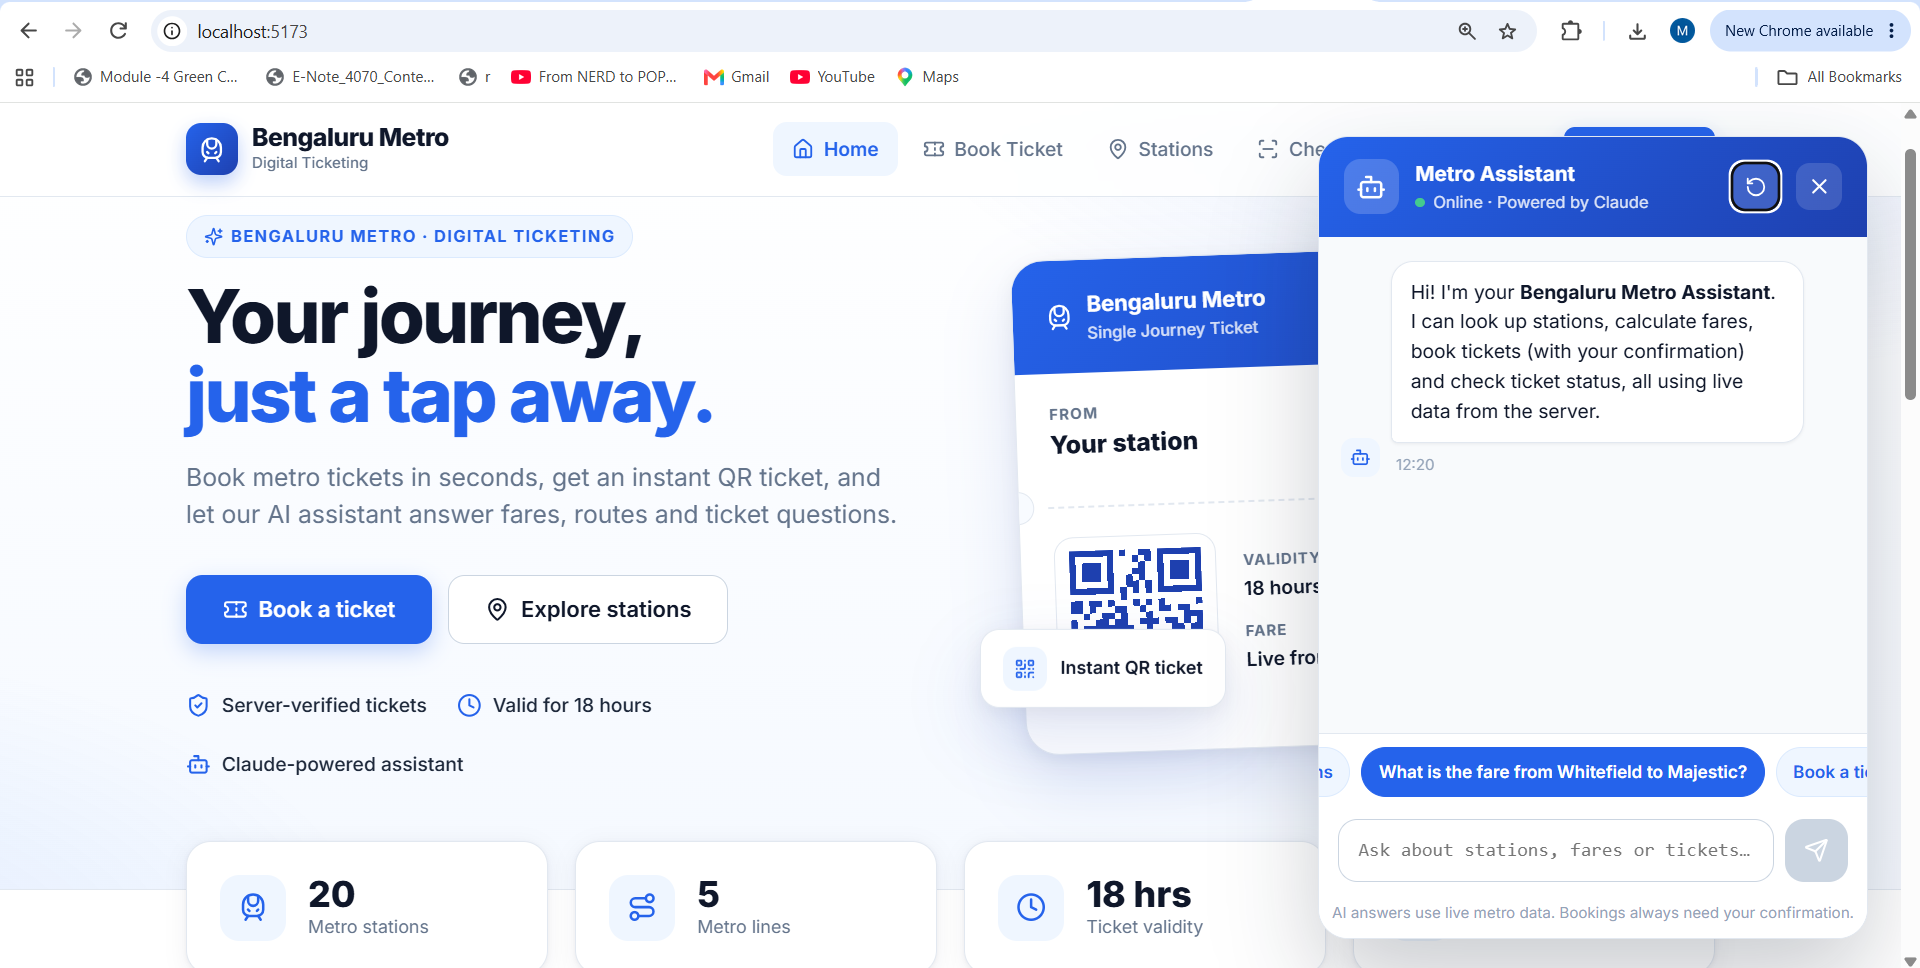 localhost:5173
M
New Chrome available
Module -4 Green C...
E-Note_4070_Conte...
r
From NERD to POP...
Gmail
YouTube
Maps
All Bookmarks
Bengaluru Metro
Digital Ticketing
Home
Book Ticket
Stations
Che
BENGALURU METRO · DIGITAL TICKETING
Your journey,
just a tap away.
Book metro tickets in seconds, get an instant QR ticket, and
let our AI assistant answer fares, routes and ticket questions.
Book a ticket
Explore stations
Server-verified tickets
Valid for 18 hours
Claude-powered assistant
Bengaluru Metro
Single Journey Ticket
FROM
Your station
VALIDITY
18 hours
FARE
Live fro
Instant QR ticket
20
Metro stations
5
Metro lines
18 hrs
Ticket validity
Metro Assistant
Online · Powered by Claude
Hi! I'm your Bengaluru Metro Assistant.
I can look up stations, calculate fares,
book tickets (with your confirmation)
and check ticket status, all using live
data from the server.
12:20
ns
What is the fare from Whitefield to Majestic?
Book a tic
Ask about stations, fares or tickets…
AI answers use live metro data. Bookings always need your confirmation.